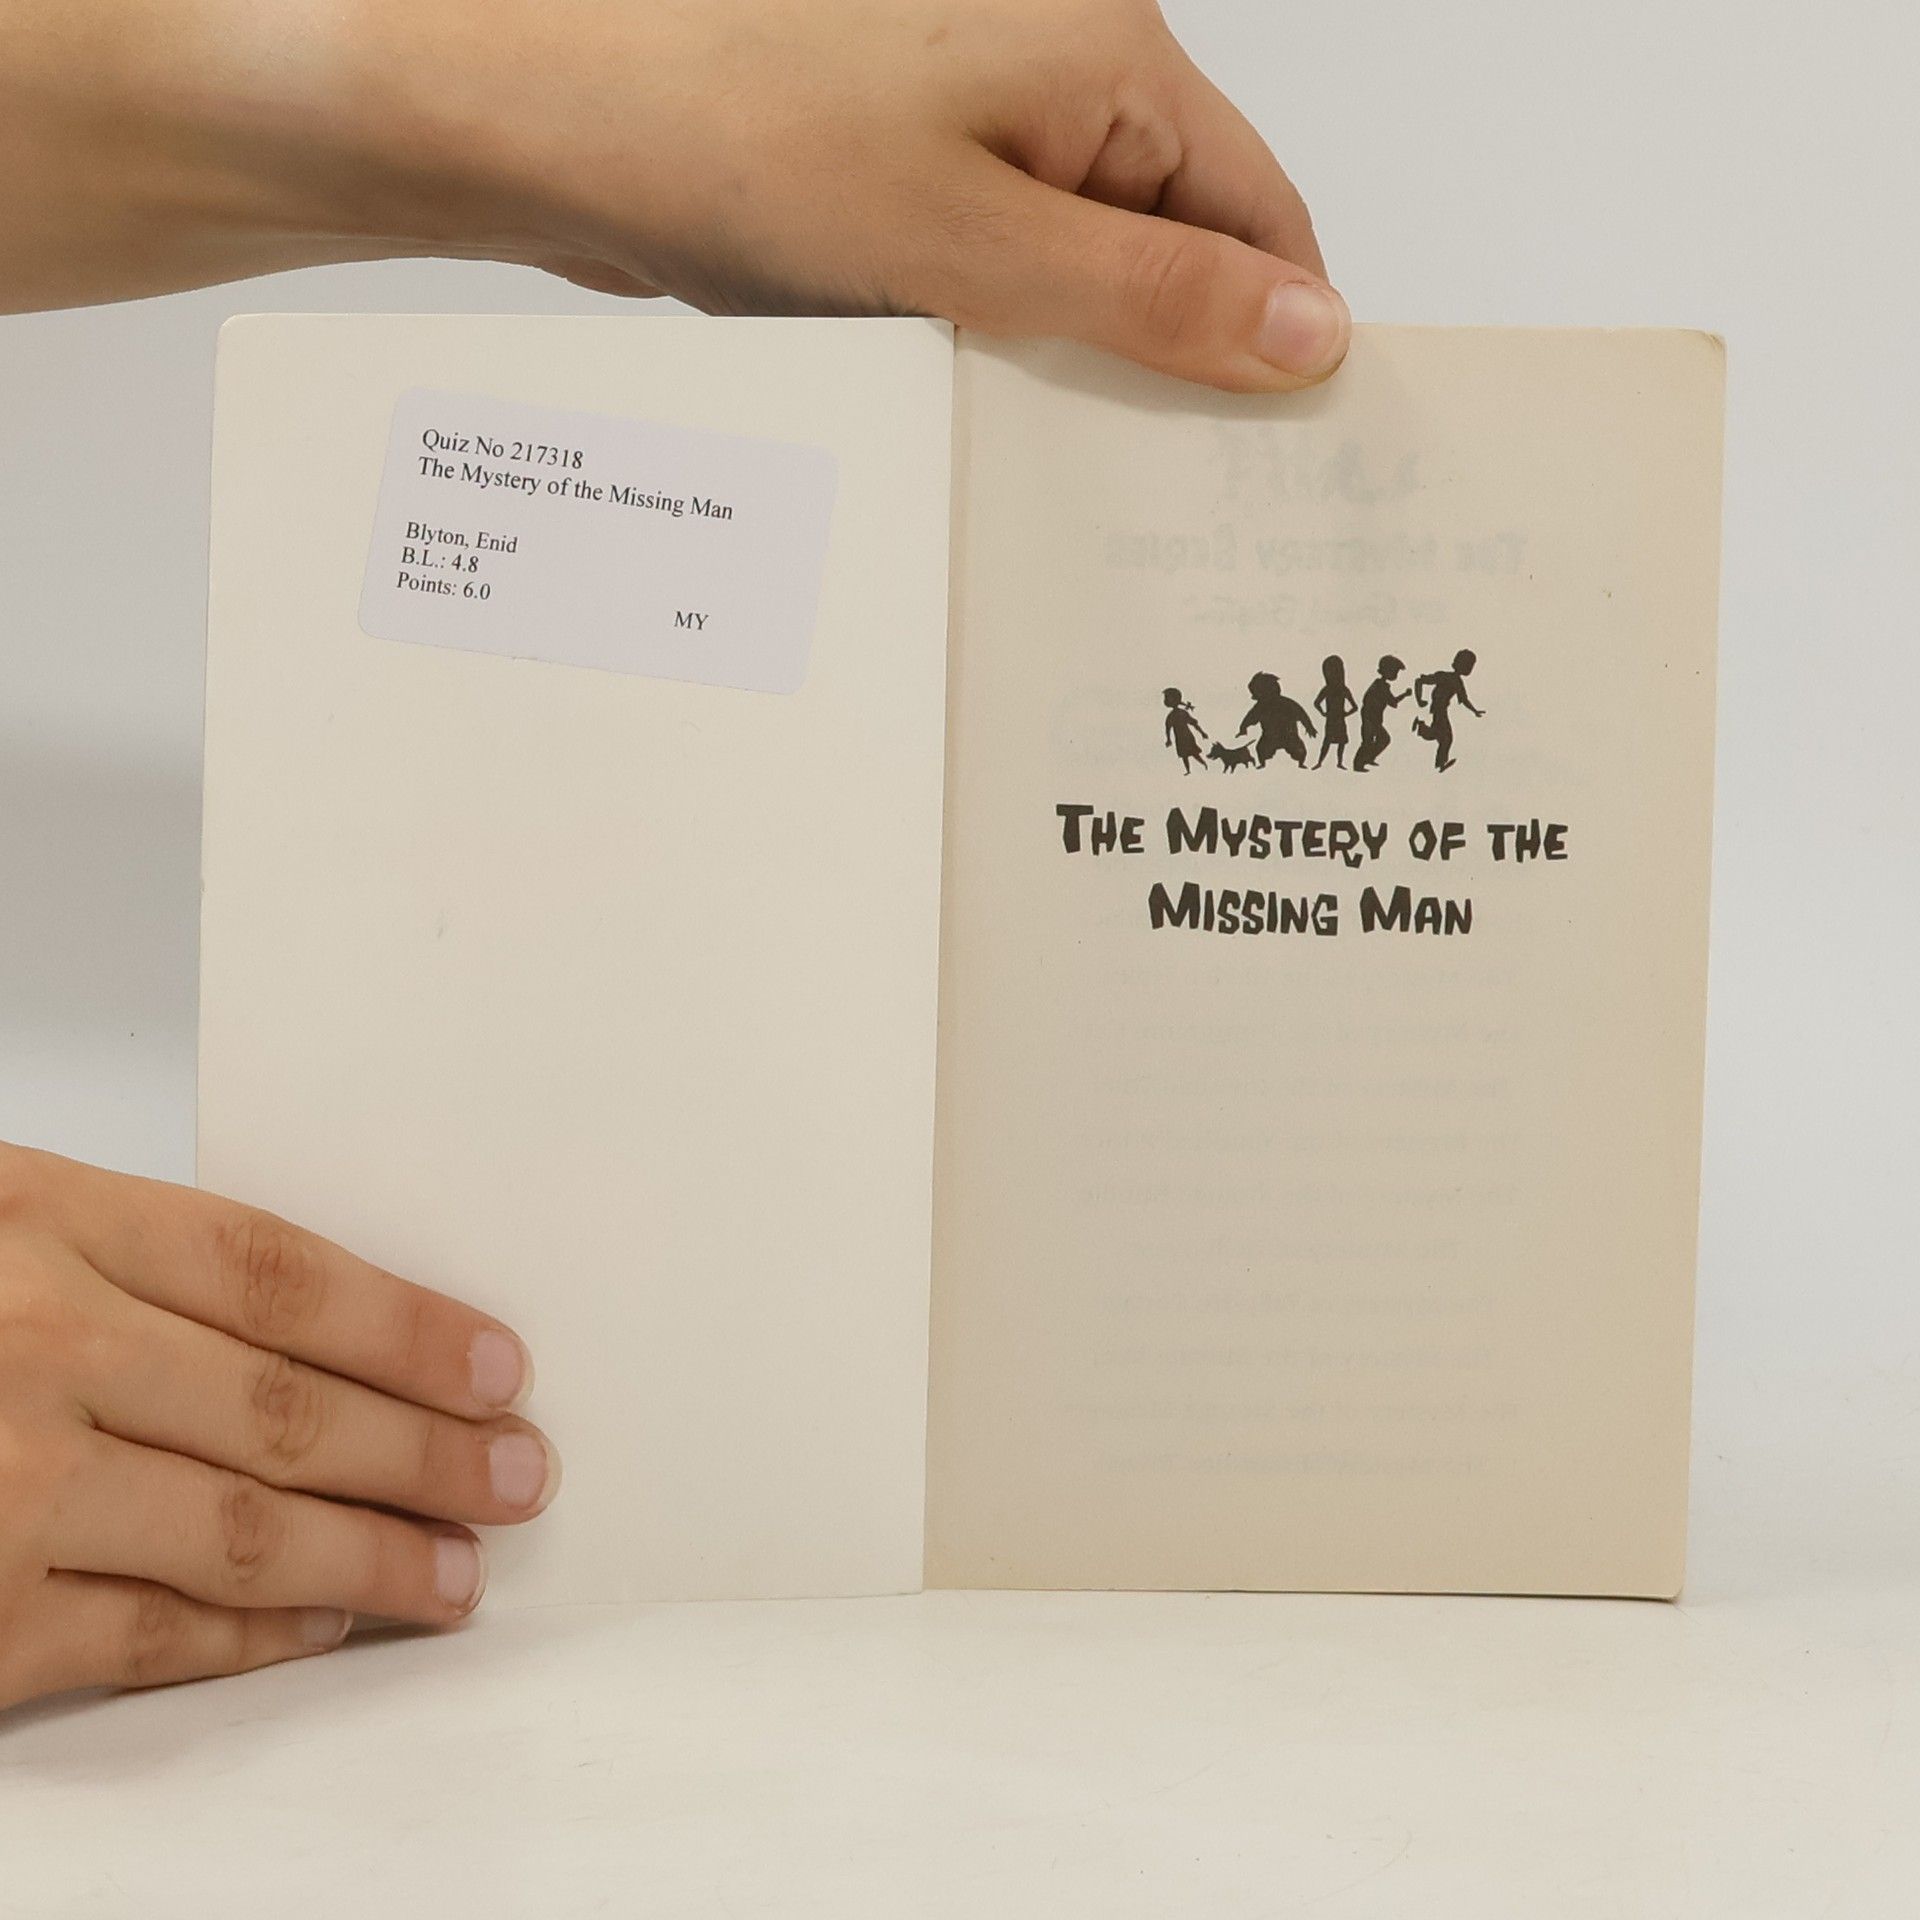 Quiz No 217318
The Mystery of the Missing Man
Blyton, Enid
B.L.: 4.8
Points: 6.0
MY
THE MYSTERY OF THE
MISSING MAN